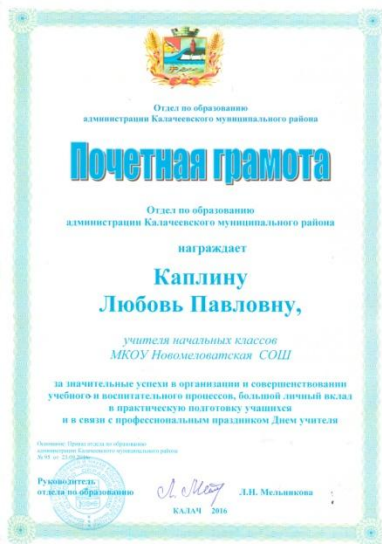 Отдел по образованию
администрации Калачеевского муниципального района
Почетная грамота
Отдел по образованию
администрации Калачеевского муниципального района
награждает
Каплину
Любовь Павловну,
учителя начальных классов
МКОУ Новомеловатская СОШ
за значительные успехи в организации и совершенствовании
учебного и воспитательного процессов, большой личный вклад
в практическую подготовку учащихся
и в связи с профессиональным праздником Днем учителя
Основание: Приказ отдела по образованию
администрации Калачеевского муниципального района
Руководитель
отдела по образованию Л.Н. Мельникова
КАЛАЧ 2016